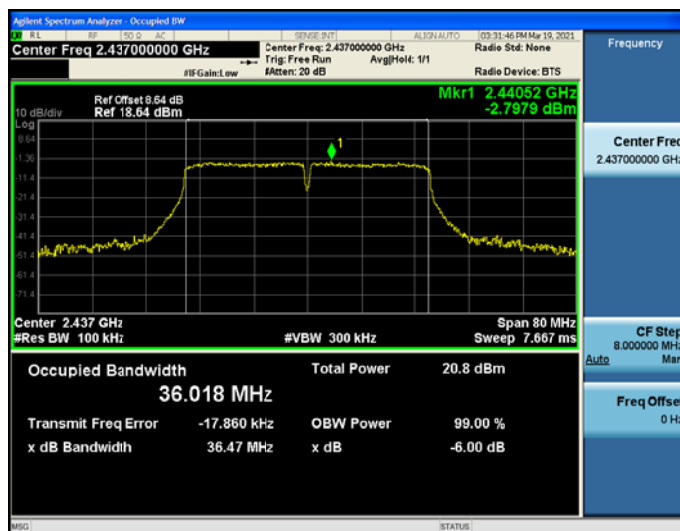 Agilent Spectrum Analyzer - Occupied BW
RL RF 50 Ω AC SENSE:INT ALIGN AUTO 03:31:46 PM Mar 19, 2021
Center Freq 2.437000000 GHz Center Freq: 2.437000000 GHz Radio Std: None Frequency
Trig: Free Run Avg|Hold: 1/1
#IFGain:Low #Atten: 20 dB Radio Device: BTS
Ref Offset 8.64 dB Mkr1 2.44052 GHz
10 dB/div Ref 18.64 dBm -2.7979 dBm
Log
8.64
1
Center Freq
-1.36
2.437000000 GHz
-11.4
-21.4
-31.4
-41.4
-51.4
-61.4
-71.4
Center 2.437 GHz Span 80 MHz
#Res BW 100 kHz #VBW 300 kHz Sweep 7.667 ms
CF Step
8.000000 MHz
Auto Man
Occupied Bandwidth Total Power 20.8 dBm
36.018 MHz
Freq Offset
0 Hz
Transmit Freq Error -17.860 kHz OBW Power 99.00 %
x dB Bandwidth 36.47 MHz x dB -6.00 dB
MSG STATUS